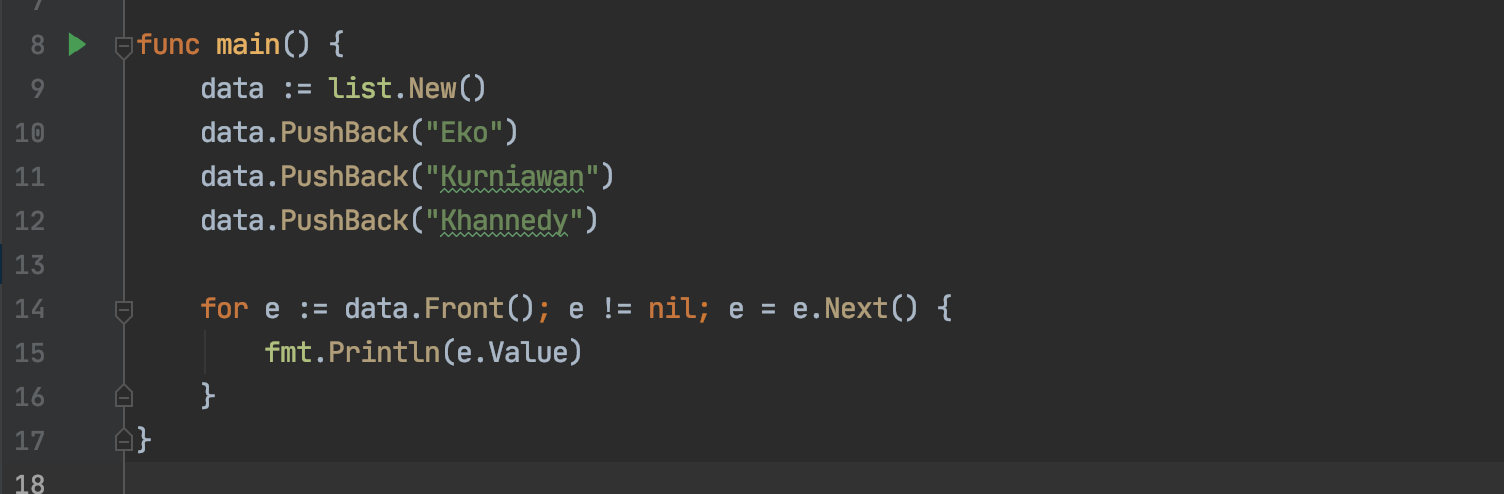 7
8 func main() {
9 data := list.New()
10 data.PushBack("Eko")
11 data.PushBack("Kurniawan")
12 data.PushBack("Khannedy")
13
14 for e := data.Front(); e != nil; e = e.Next() {
15 fmt.Println(e.Value)
16 }
17 }
18